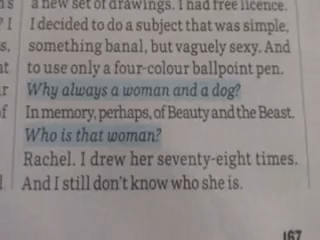 a new set of drawings. I had free licence.
? I I decided to do a subject that was simple,
s, something banal, but vaguely sexy. And
at to use only a four-colour ballpoint pen.
r Why always a woman and a dog?
of In memory, perhaps, of Beauty and the Beast.
Who is that woman?
Rachel. I drew her seventy-eight times.
And I still don't know who she is.
167